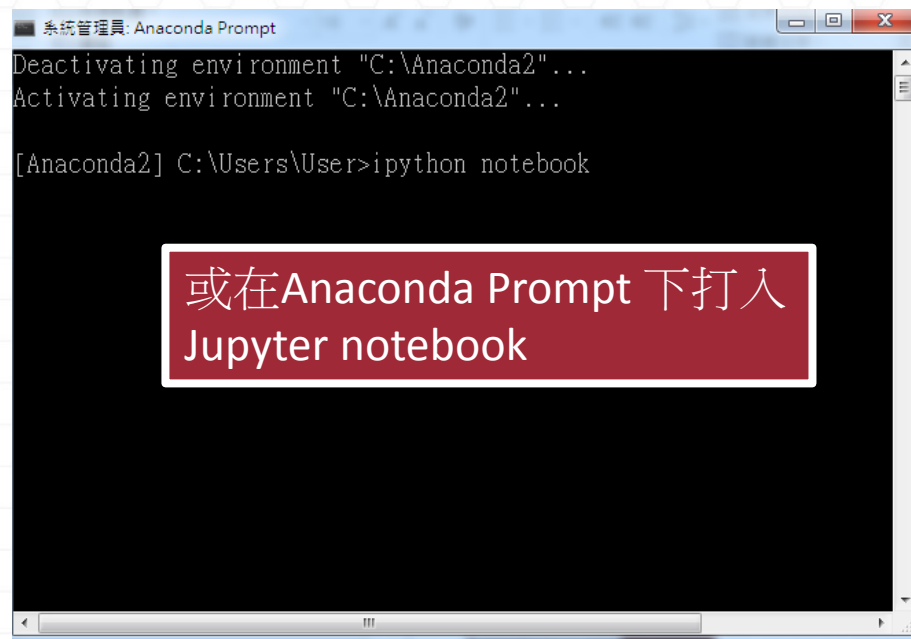 系統管理員: Anaconda Prompt
Deactivating environment "C:\Anaconda2"...
Activating environment "C:\Anaconda2"...
[Anaconda2] C:\Users\User>ipython notebook
或在Anaconda Prompt 下打入
Jupyter notebook